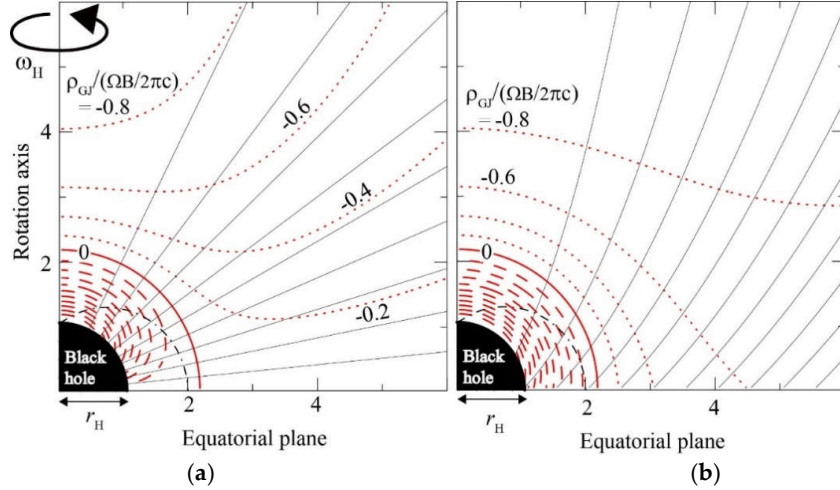 ω_H
ρ_GJ/(ΩB/2πc)
= -0.8
-0.6
4
-0.4
Rotation axis
0
2
-0.2
Black
hole
2
4
r_H
Equatorial plane
(a)
ρ_GJ/(ΩB/2πc)
= -0.8
4
-0.6
0
2
Black
hole
2
4
6
r_H
Equatorial plane
(b)